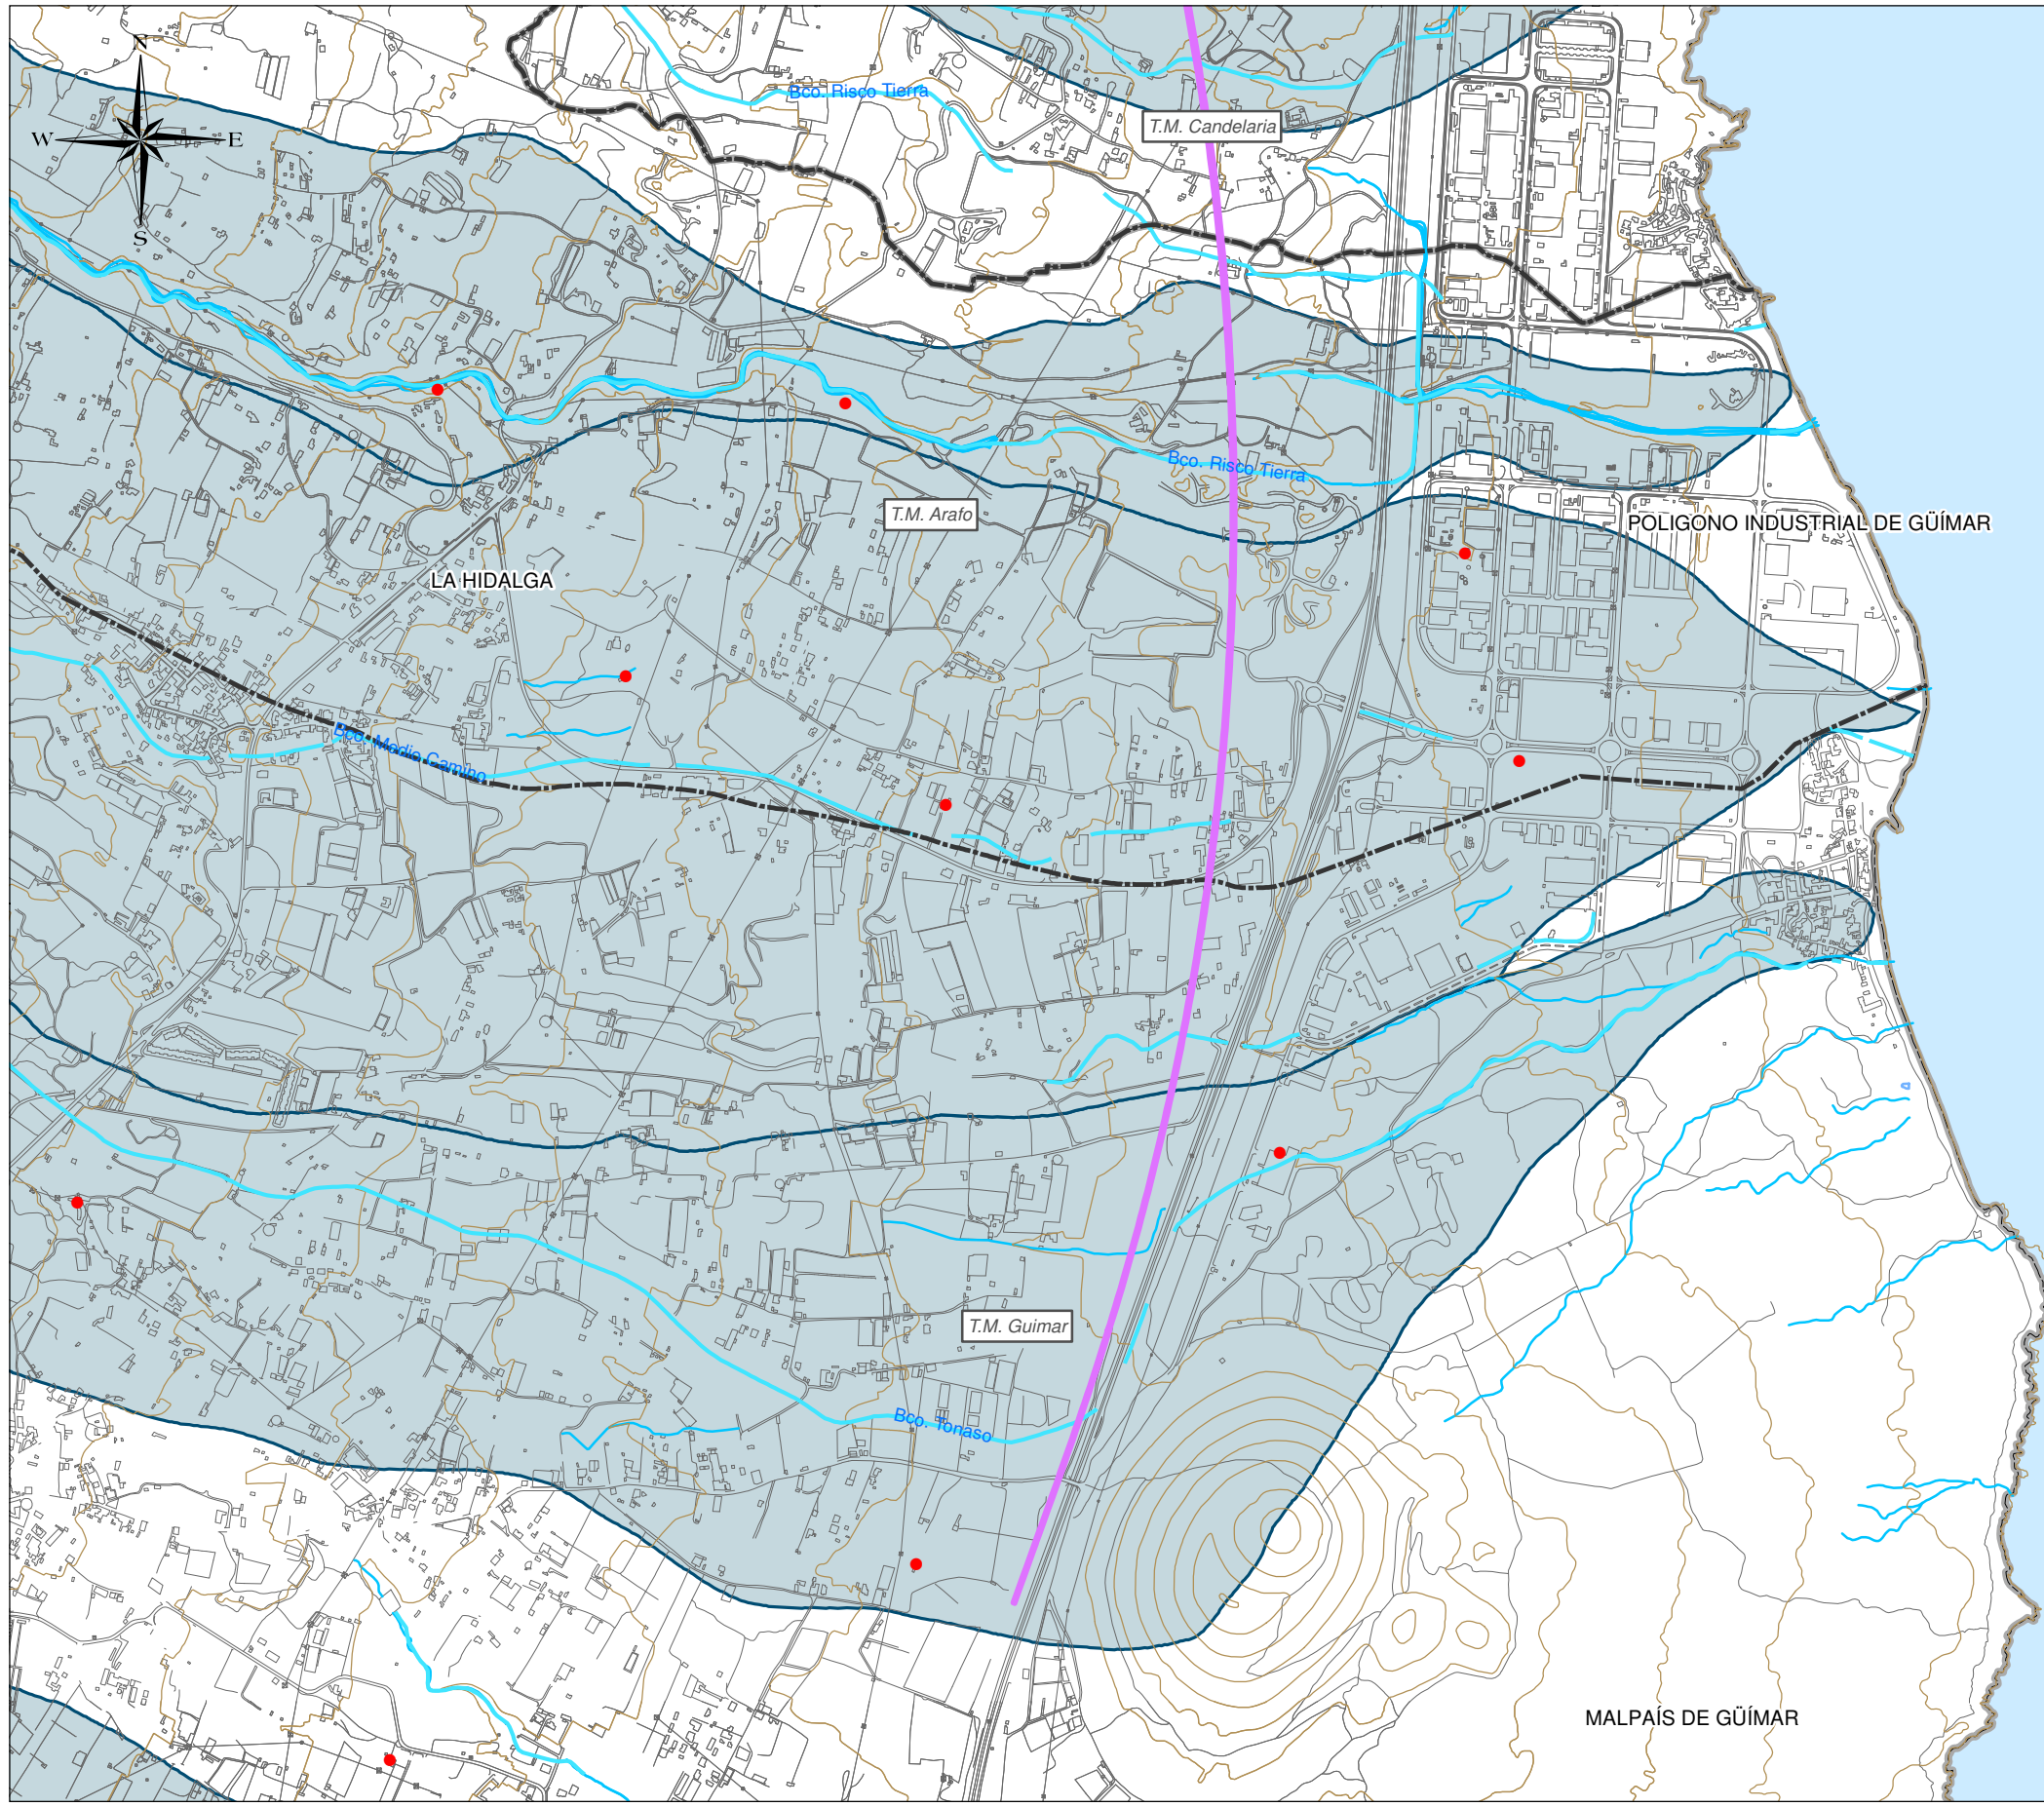 N
Bco. Risco Tierra
T.M. Candelaria
W
E
S
Bco. Risco Tierra
T.M. Arafo
POLIGONO INDUSTRIAL DE GÜÍMAR
LA HIDALGA
Bco. Medio Camino
T.M. Guimar
Bco. Tonaso
MALPAÍS DE GÜÍMAR